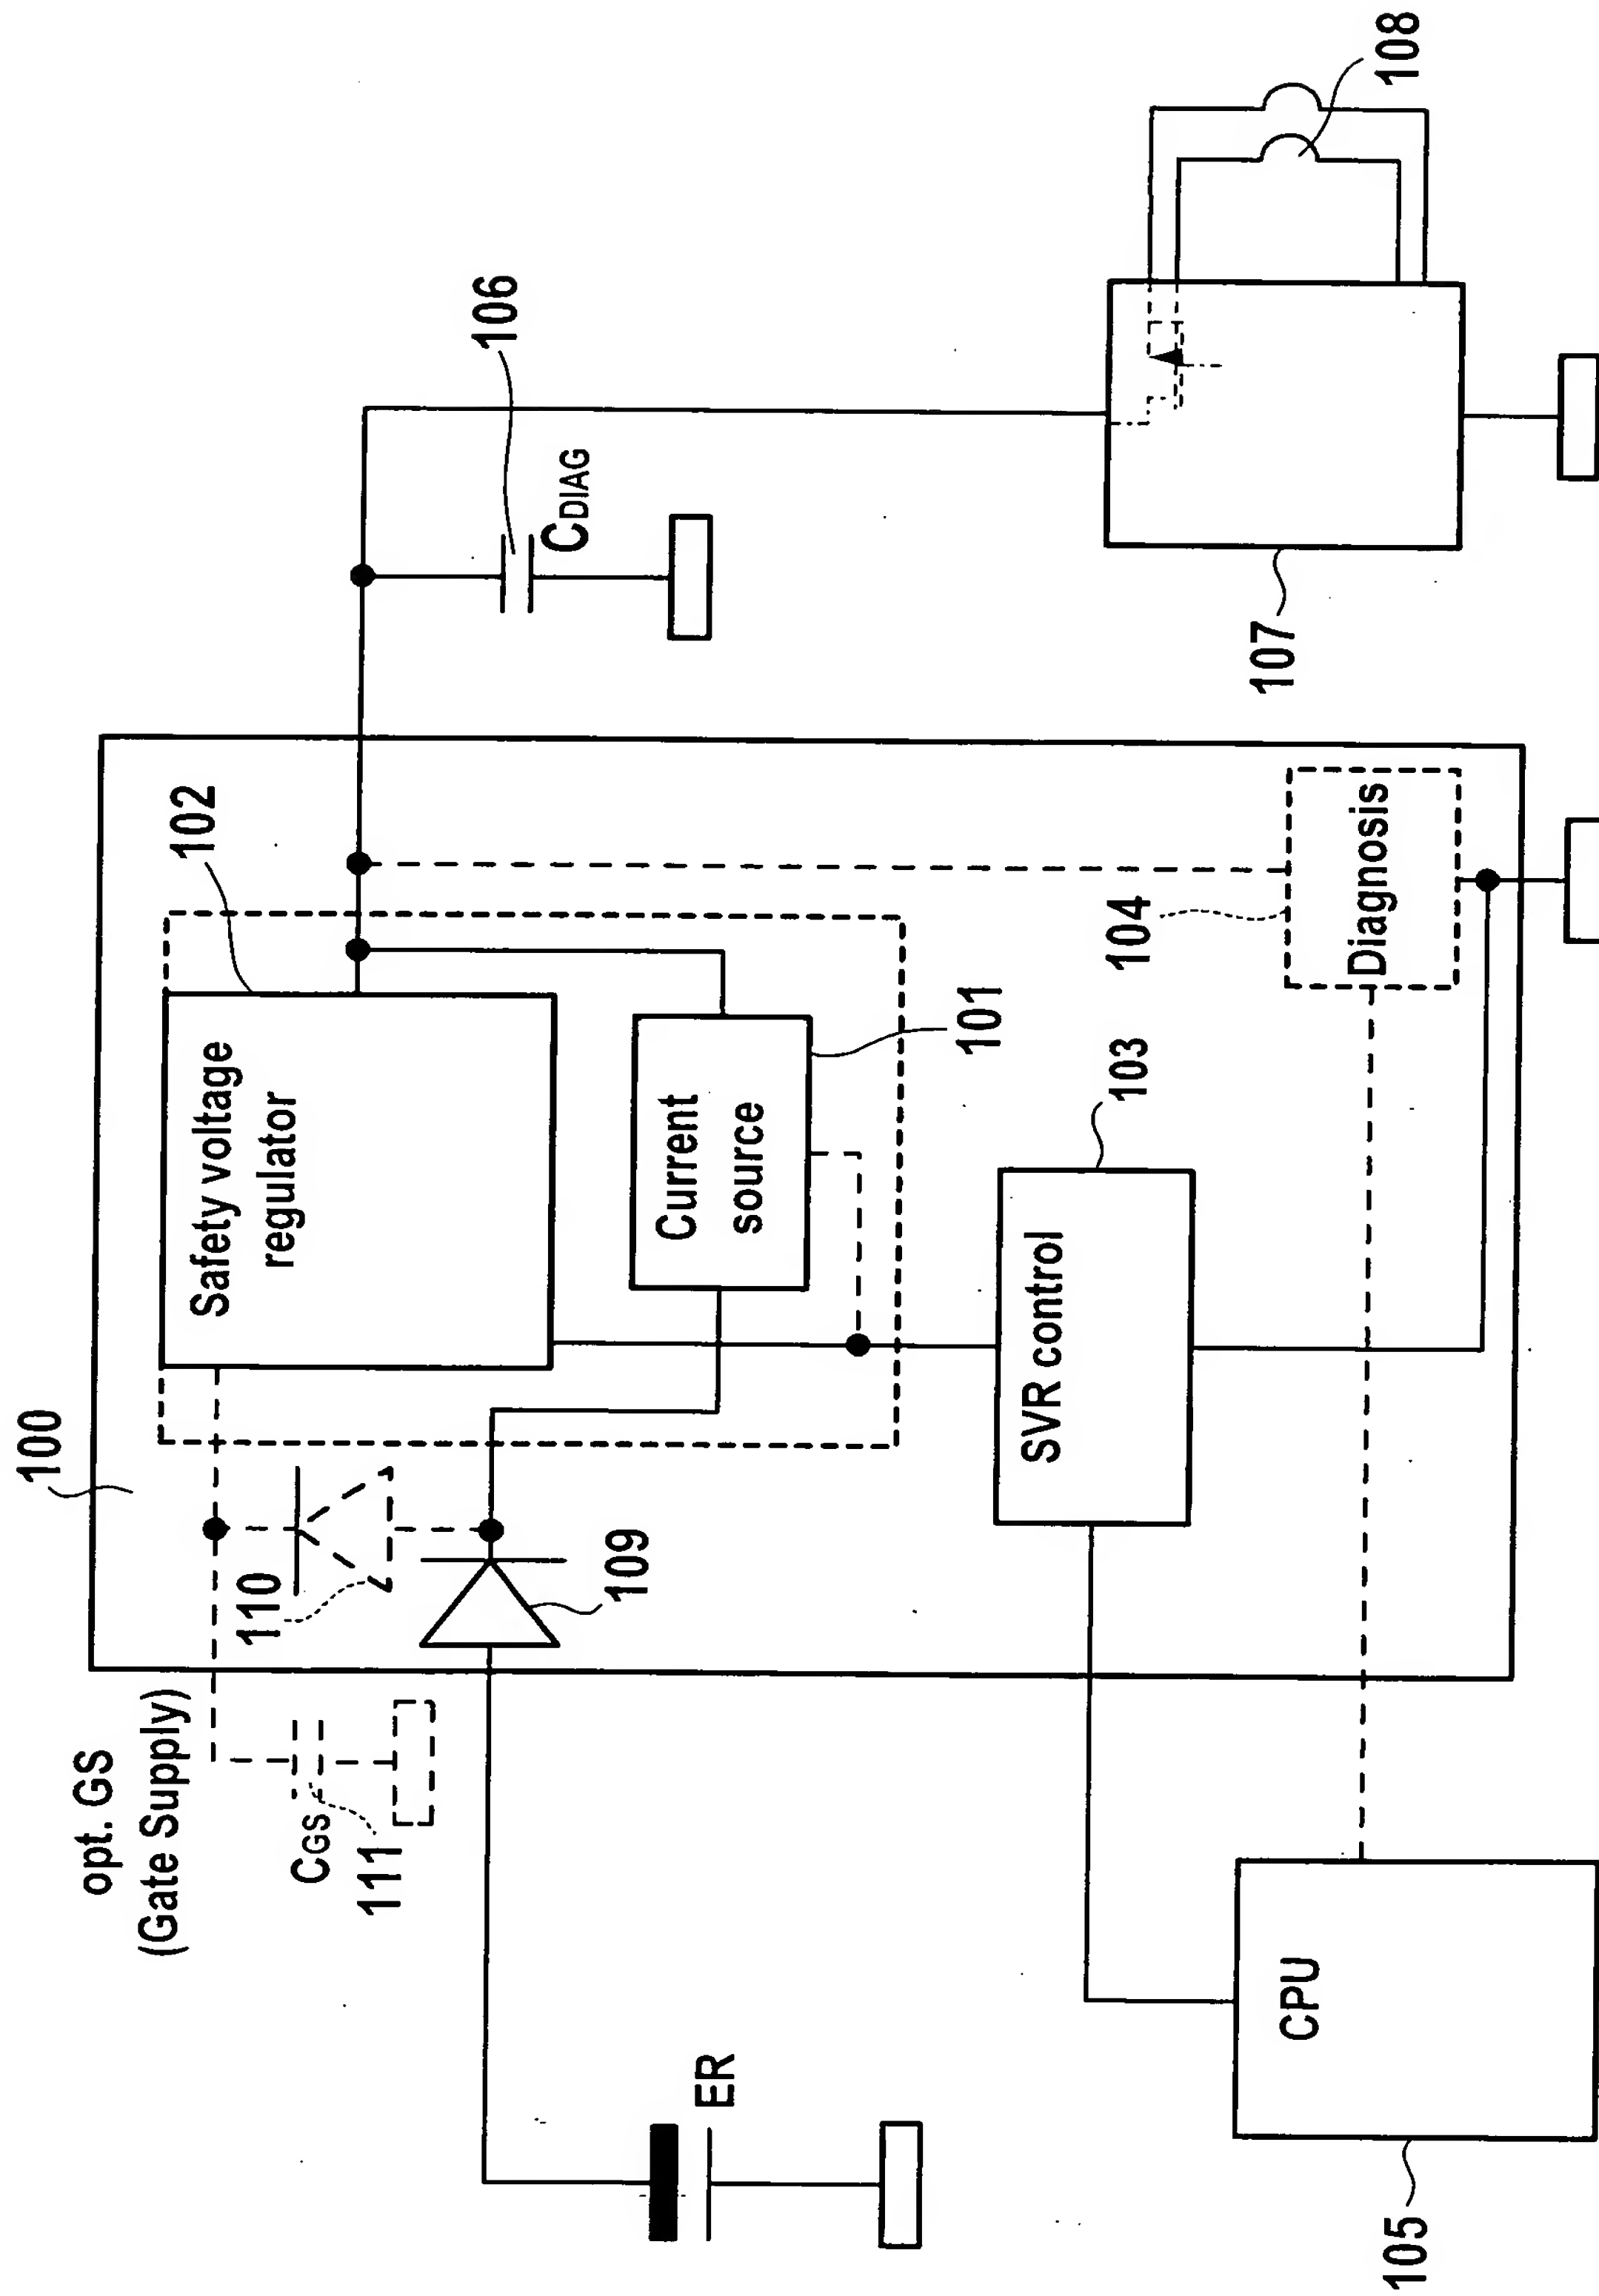 opt. GS
(Gate Supply)
CGS
111
100
110
109
Safety voltage
regulator
102
Current
source
101
SVR control
103
104
Diagnosis
106
CDIAG
107
108
ER
CPU
105